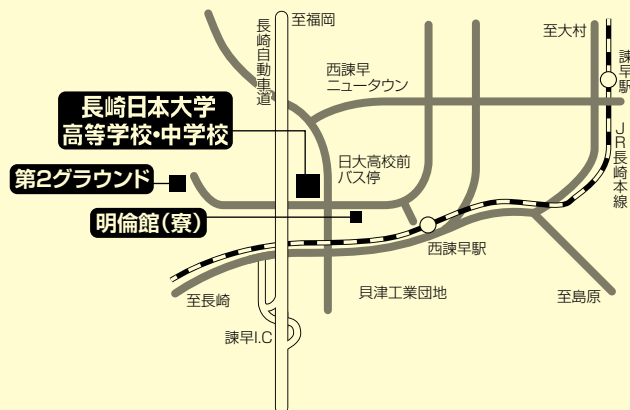 至福岡
長崎自動車道
至大村
諫早駅
西諫早
ニュータウン
長崎日本大学
高等学校・中学校
JR長崎本線
日大高校前
バス停
第2グラウンド
明倫館(寮)
西諫早駅
至長崎
貝津工業団地
至島原
諫早I.C